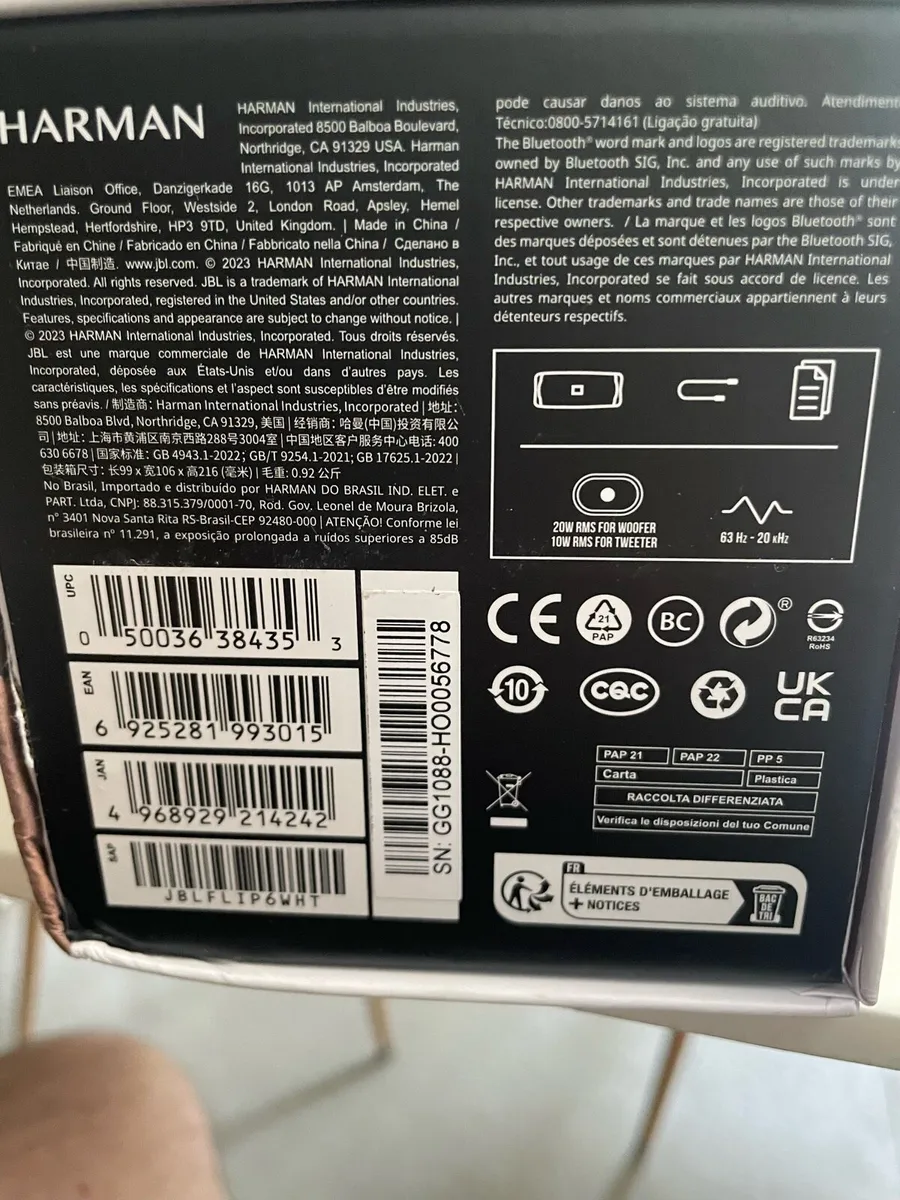 HARMAN
HARMAN International Industries,
Incorporated 8500 Balboa Boulevard,
Northridge, CA 91329 USA. Harman
International Industries, Incorporated
EMEA Liaison Office, Danzigerkade 16G, 1013 AP Amsterdam, The
Netherlands. Ground Floor, Westside 2, London Road, Apsley, Hemel
Hempstead, Hertfordshire, HP3 9TD, United Kingdom. | Made in China /
Fabriqué en Chine / Fabricado en China / Fabbricato nella China / Сделано в
Китае / 中国制造. www.jbl.com. © 2023 HARMAN International Industries,
Incorporated. All rights reserved. JBL is a trademark of HARMAN International
Industries, Incorporated, registered in the United States and/or other countries.
Features, specifications and appearance are subject to change without notice. |
© 2023 HARMAN International Industries, Incorporated. Tous droits réservés.
JBL est une marque commerciale de HARMAN International Industries,
Incorporated, déposée aux États-Unis et/ou dans d'autres pays. Les
caractéristiques, les spécifications et l'aspect sont susceptibles d'être modifiés
sans préavis. / 制造商: Harman International Industries, Incorporated | 地址:
8500 Balboa Blvd, Northridge, CA 91329, 美国 | 经销商: 哈曼(中国)投资有限公
司 | 地址: 上海市黄浦区南京西路288号3004室 | 中国地区客户服务中心电话: 400
630 6678 | 国家标准: GB 4943.1-2022; GB/T 9254.1-2021; GB 17625.1-2022 |
包装箱尺寸: 长99 x 宽106 x 高216 (毫米) | 毛重: 0.92 公斤
No Brasil, Importado e distribuído por HARMAN DO BRASIL IND. ELET. e
PART. Ltda, CNPJ: 88.315.379/0001-70, Rod. Gov. Leonel de Moura Brizola,
n° 3401 Nova Santa Rita RS-Brasil-CEP 92480-000 | ATENÇÃO! Conforme lei
brasileira nº 11.291, a exposição prolongada a ruídos superiores a 85dB
pode causar danos ao sistema auditivo. Atendiment
Técnico:0800-5714161 (Ligação gratuita)
The Bluetooth® word mark and logos are registered trademarks
owned by Bluetooth SIG, Inc. and any use of such marks by
HARMAN International Industries, Incorporated is under
license. Other trademarks and trade names are those of their
respective owners. / La marque et les logos Bluetooth® sont
des marques déposées et sont détenues par the Bluetooth SIG,
Inc., et tout usage de ces marques par HARMAN International
Industries, Incorporated se fait sous accord de licence. Les
autres marques et noms commerciaux appartiennent à leurs
détenteurs respectifs.
20W RMS FOR WOOFER
10W RMS FOR TWEETER
63 Hz - 20 kHz
UPC
0 50036 38435 3
EAN
6 925281 993015
JAN
4 968929 214242
SAP
JBLFLIP6WHT
SN: GG1088-HO0056778
CE
21
PAP
BC
®
R63234
RoHS
10
CQC
UK
CA
PAP 21
PAP 22
PP 5
Carta
Plastica
RACCOLTA DIFFERENZIATA
Verifica le disposizioni del tuo Comune
FR
ÉLÉMENTS D'EMBALLAGE
+ NOTICES
BAC
DE
TRI